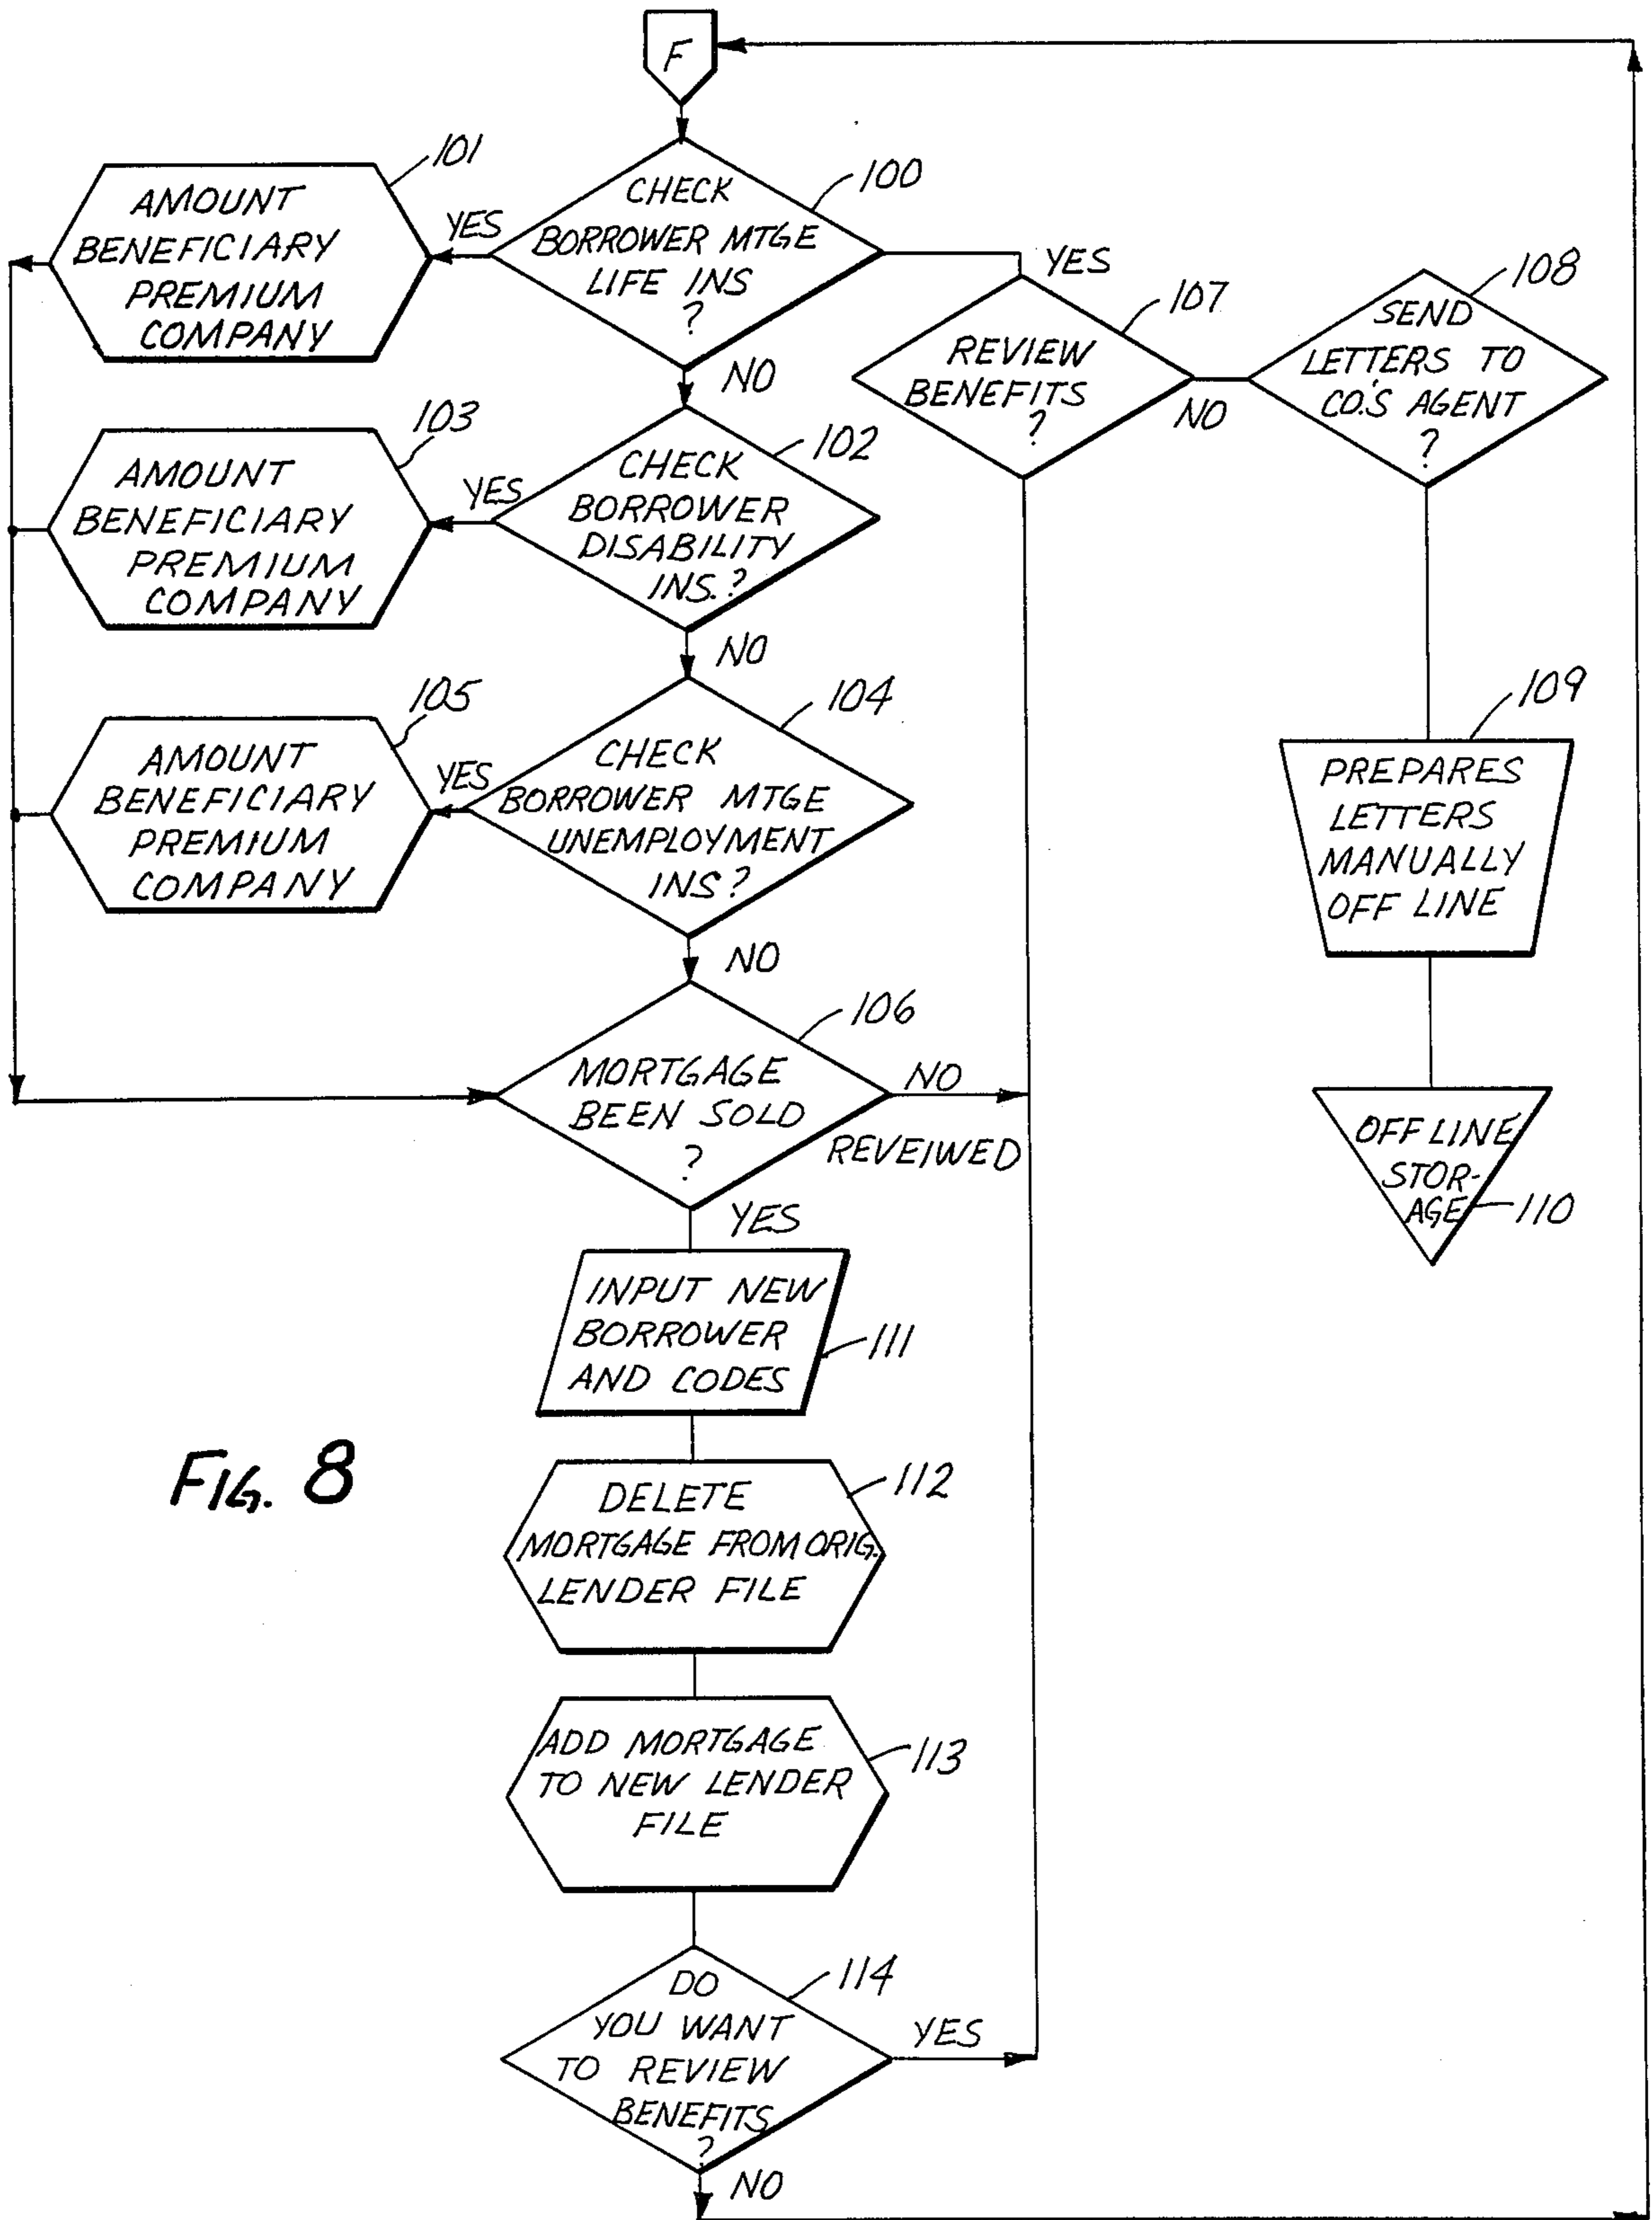 F
101
AMOUNT
BENEFICIARY
PREMIUM
COMPANY
YES
CHECK
BORROWER MTGE
LIFE INS
?
100
NO
YES
107
REVIEW
BENEFITS
?
NO
108
SEND
LETTERS TO
CO.'S AGENT
?
103
AMOUNT
BENEFICIARY
PREMIUM
COMPANY
YES
102
CHECK
BORROWER
DISABILITY
INS.?
NO
105
AMOUNT
BENEFICIARY
PREMIUM
COMPANY
YES
104
CHECK
BORROWER MTGE
UNEMPLOYMENT
INS?
NO
109
PREPARES
LETTERS
MANUALLY
OFF LINE
106
MORTGAGE
BEEN SOLD
?
NO
REVEIWED
YES
OFF LINE
STOR-
AGE
110
INPUT NEW
BORROWER
AND CODES
111
FIG. 8
DELETE
MORTGAGE FROM ORIG.
LENDER FILE
112
ADD MORTGAGE
TO NEW LENDER
FILE
113
DO
YOU WANT
TO REVIEW
BENEFITS
?
114
YES
NO